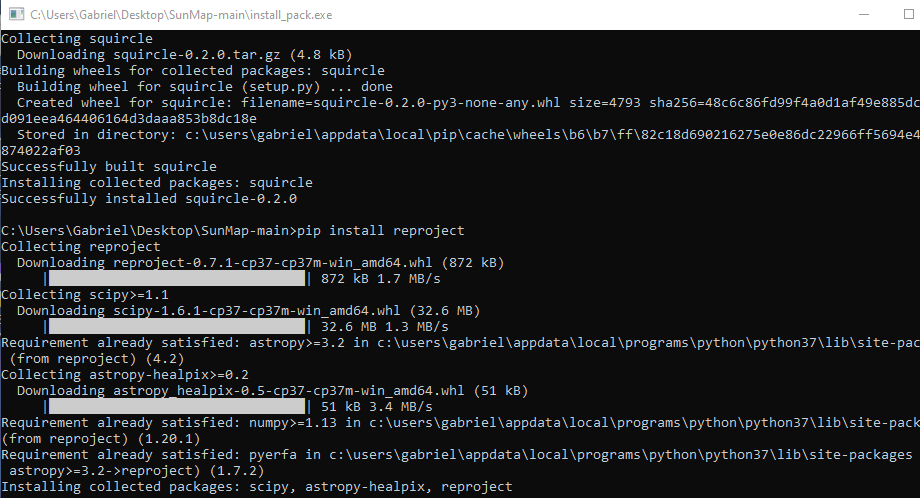 C:\Users\Gabriel\Desktop\SunMap-main\install_pack.exe
Collecting squircle
  Downloading squircle-0.2.0.tar.gz (4.8 kB)
Building wheels for collected packages: squircle
  Building wheel for squircle (setup.py) ... done
  Created wheel for squircle: filename=squircle-0.2.0-py3-none-any.whl size=4793 sha256=48c6c86fd99f4a0d1af49e885dc
d091eea464406164d3daaa853b8dc18e
  Stored in directory: c:\users\gabriel\appdata\local\pip\cache\wheels\b6\b7\ff\82c18d690216275e0e86dc22966ff5694e4
874022af03
Successfully built squircle
Installing collected packages: squircle
Successfully installed squircle-0.2.0
C:\Users\Gabriel\Desktop\SunMap-main>pip install reproject
Collecting reproject
  Downloading reproject-0.7.1-cp37-cp37m-win_amd64.whl (872 kB)
     |                                | 872 kB 1.7 MB/s
Collecting scipy>=1.1
  Downloading scipy-1.6.1-cp37-cp37m-win_amd64.whl (32.6 MB)
     |                                | 32.6 MB 1.3 MB/s
Requirement already satisfied: astropy>=3.2 in c:\users\gabriel\appdata\local\programs\python\python37\lib\site-pac
 (from reproject) (4.2)
Collecting astropy-healpix>=0.2
  Downloading astropy_healpix-0.5-cp37-cp37m-win_amd64.whl (51 kB)
     |                                | 51 kB 3.4 MB/s
Requirement already satisfied: numpy>=1.13 in c:\users\gabriel\appdata\local\programs\python\python37\lib\site-pack
(from reproject) (1.20.1)
Requirement already satisfied: pyerfa in c:\users\gabriel\appdata\local\programs\python\python37\lib\site-packages
 astropy>=3.2->reproject) (1.7.2)
Installing collected packages: scipy, astropy-healpix, reproject